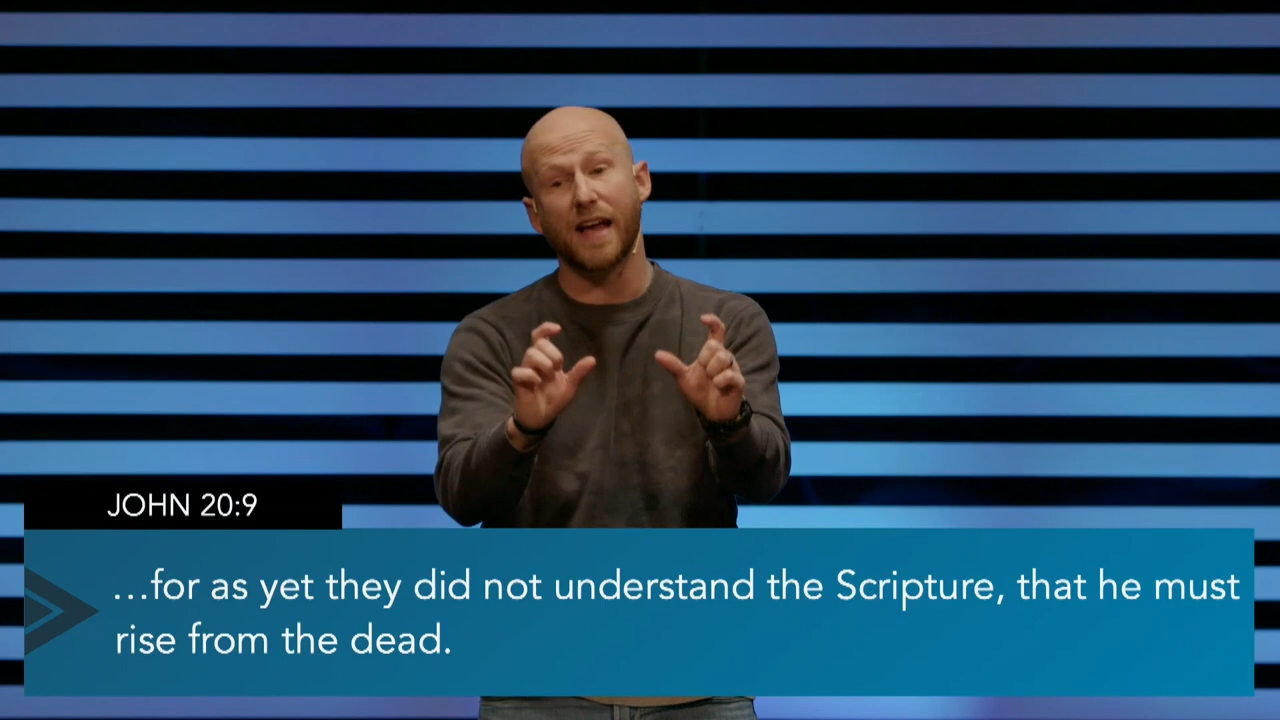 JOHN 20:9
…for as yet they did not understand the Scripture, that he must
rise from the dead.